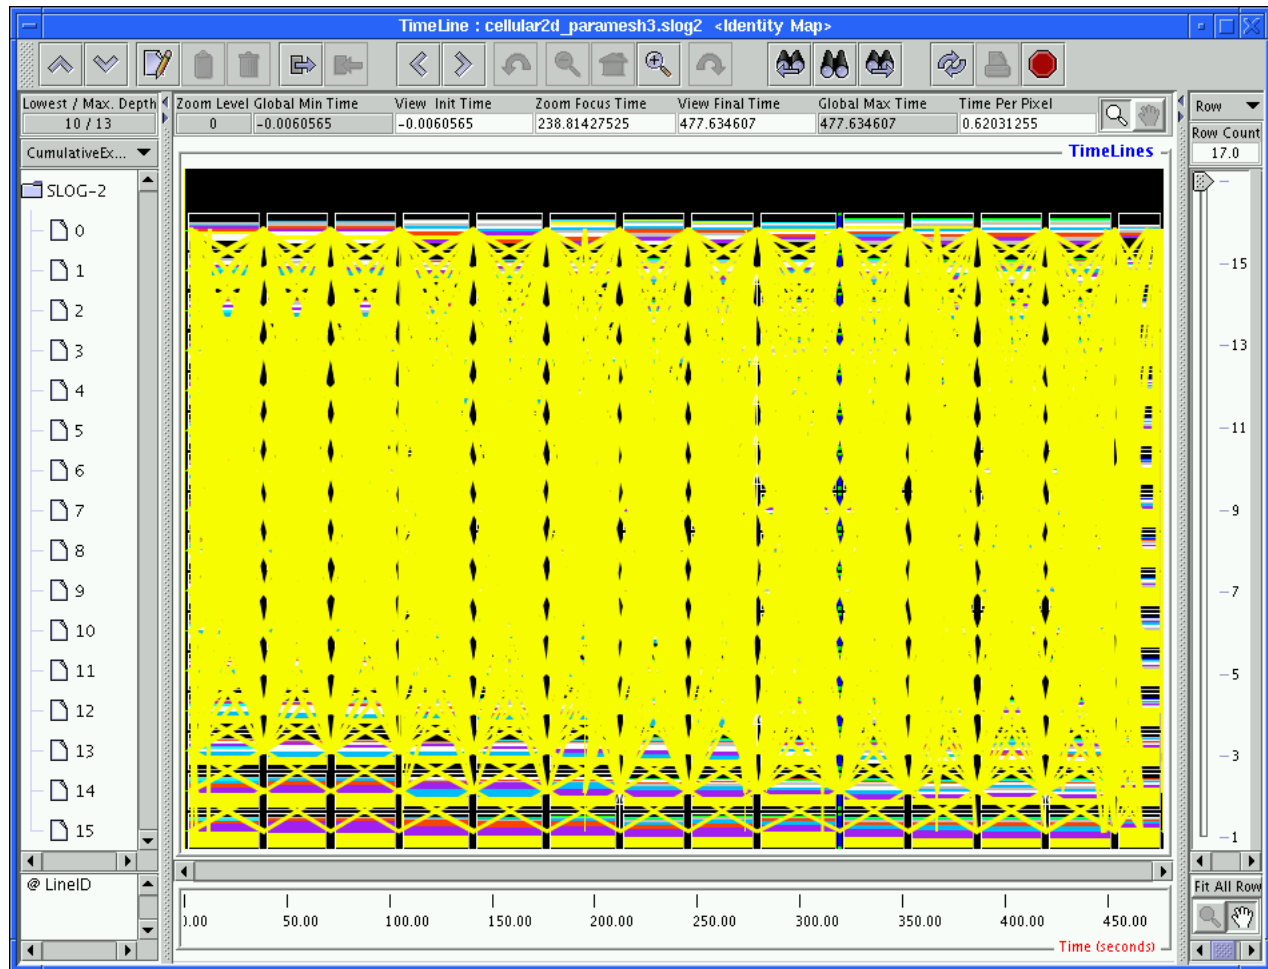 TimeLine : cellular2d_paramesh3.slog2 <Identity Map>
Lowest / Max. Depth
10 / 13
Zoom Level Global Min Time View Init Time Zoom Focus Time View Final Time Global Max Time Time Per Pixel
0 -0.0060565 -0.0060565 238.81427525 477.634607 477.634607 0.62031255
Row
Row Count
17.0
CumulativeEx...
TimeLines
SLOG-2
0
1
2
3
4
5
6
7
8
9
10
11
12
13
14
15
15
13
11
9
7
5
3
1
@ LineID
Fit All Row
0.00 50.00 100.00 150.00 200.00 250.00 300.00 350.00 400.00 450.00
Time (seconds)